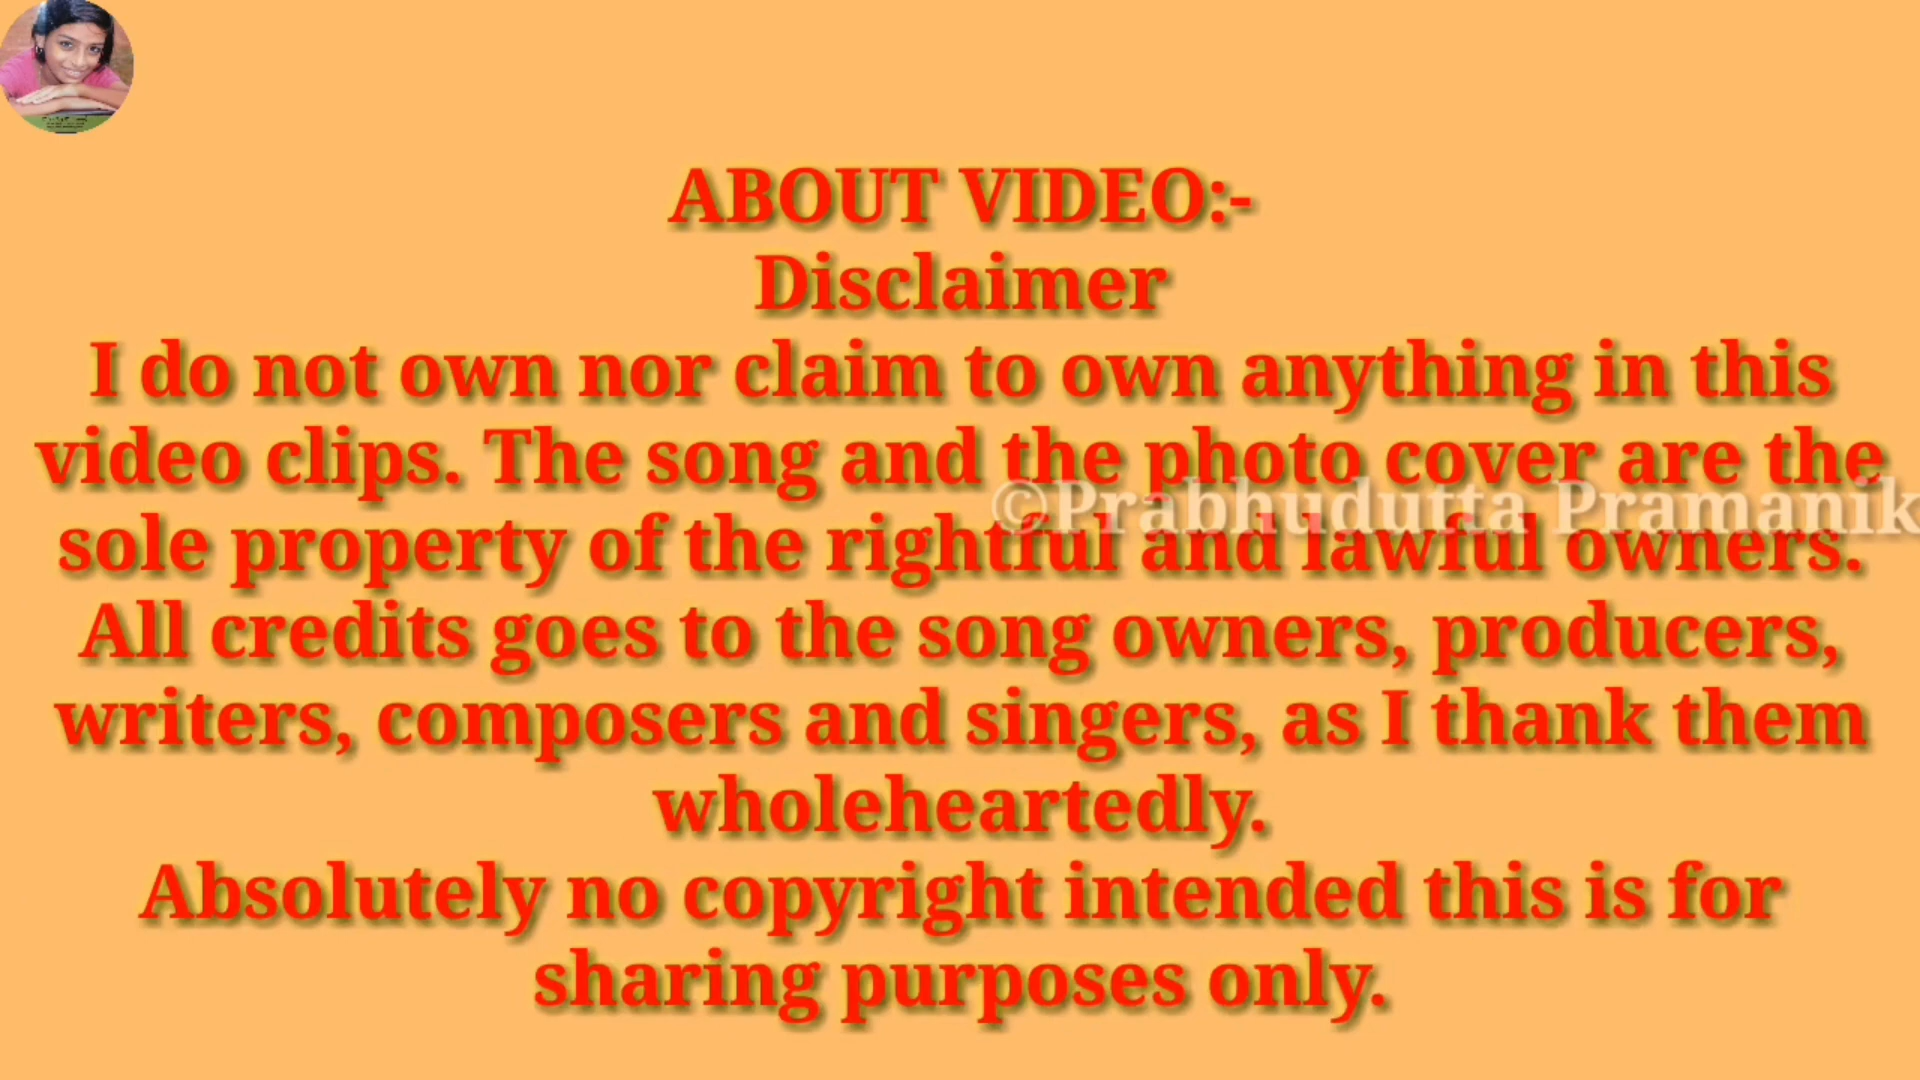 ABOUT VIDEO:-
Disclaimer
I do not own nor claim to own anything in this
video clips. The song and the photo cover are the
©Prabhudutta Pramanik
sole property of the rightful and lawful owners.
All credits goes to the song owners, producers,
writers, composers and singers, as I thank them
wholeheartedly.
Absolutely no copyright intended this is for
sharing purposes only.